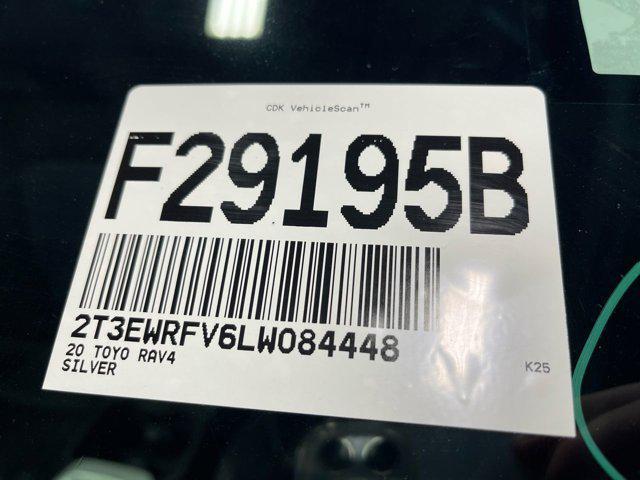 CDK VehicleScan™
F29195B
2T3EWRFV6LW084448
20 TOYO RAV4
SILVER
K25